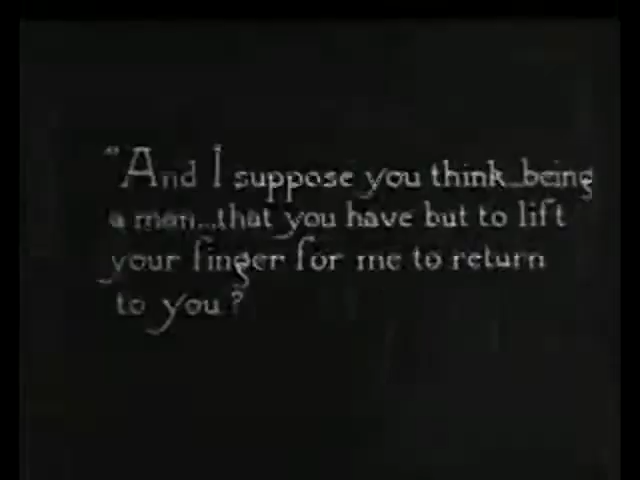 "And I suppose you think...being
a man...that you have but to lift
your finger for me to return
to you?